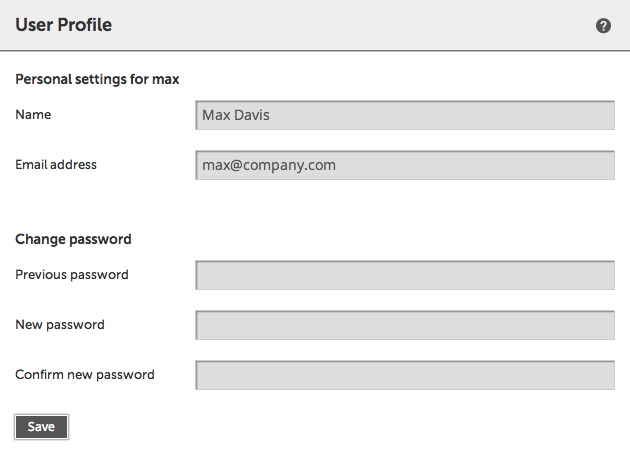 User Profile
?
Personal settings for max
Name
Max Davis
Email address
max@company.com
Change password
Previous password
New password
Confirm new password
Save